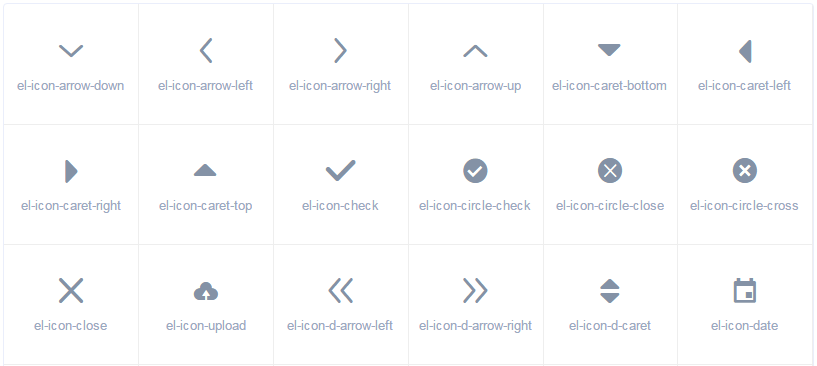 el-icon-arrow-down
el-icon-arrow-left
el-icon-arrow-right
el-icon-arrow-up
el-icon-caret-bottom
el-icon-caret-left
el-icon-caret-right
el-icon-caret-top
el-icon-check
el-icon-circle-check
el-icon-circle-close
el-icon-circle-cross
el-icon-close
el-icon-upload
el-icon-d-arrow-left
el-icon-d-arrow-right
el-icon-d-caret
el-icon-date